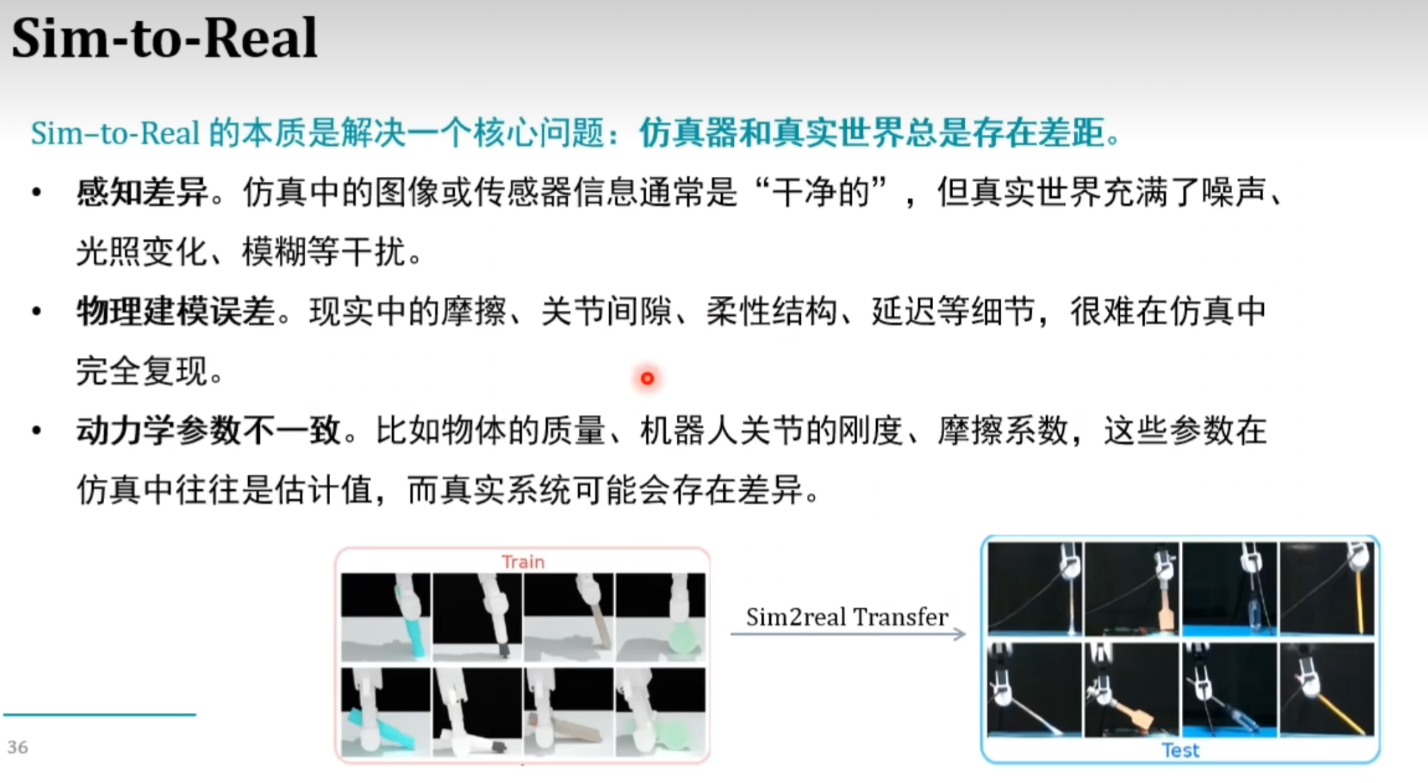 Sim-to-Real
Sim–to-Real 的本质是解决一个核心问题：仿真器和真实世界总是存在差距。
• 感知差异。仿真中的图像或传感器信息通常是“干净的”，但真实世界充满了噪声、
光照变化、模糊等干扰。
• 物理建模误差。现实中的摩擦、关节间隙、柔性结构、延迟等细节，很难在仿真中
完全复现。
• 动力学参数不一致。比如物体的质量、机器人关节的刚度、摩擦系数，这些参数在
仿真中往往是估计值，而真实系统可能会存在差异。
Train
Sim2real Transfer
Test
36